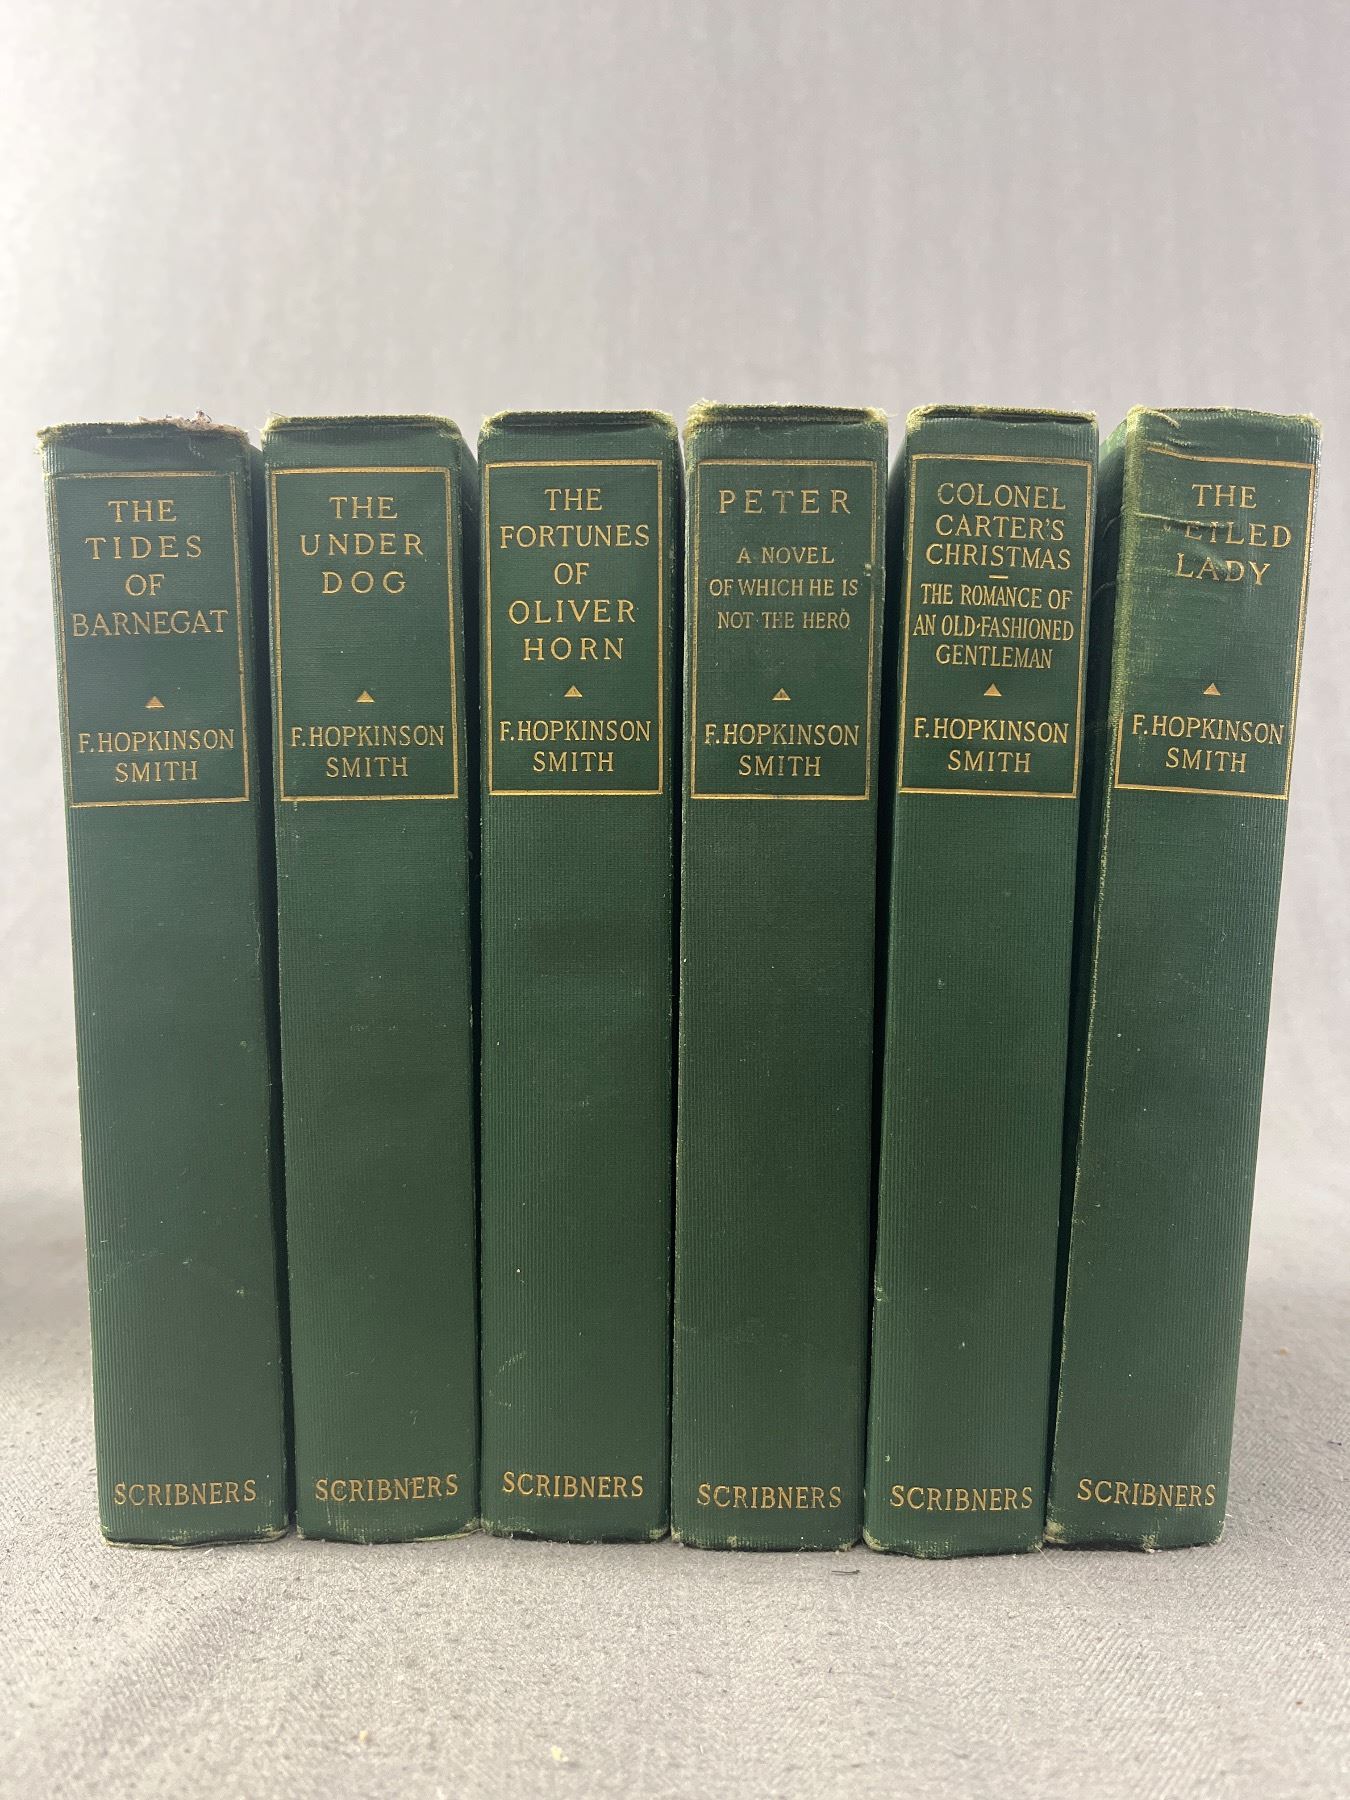 THE
TIDES
OF
BARNEGAT
F. HOPKINSON
SMITH
SCRIBNERS
THE
UNDER
DOG
F. HOPKINSON
SMITH
SCRIBNERS
THE
FORTUNES
OF
OLIVER
HORN
F. HOPKINSON
SMITH
SCRIBNERS
PETER
A NOVEL
OF WHICH HE IS
NOT THE HERO
F. HOPKINSON
SMITH
SCRIBNERS
COLONEL
CARTER'S
CHRISTMAS
THE ROMANCE OF
AN OLD-FASHIONED
GENTLEMAN
F. HOPKINSON
SMITH
SCRIBNERS
THE
VEILED
LADY
F. HOPKINSON
SMITH
SCRIBNERS